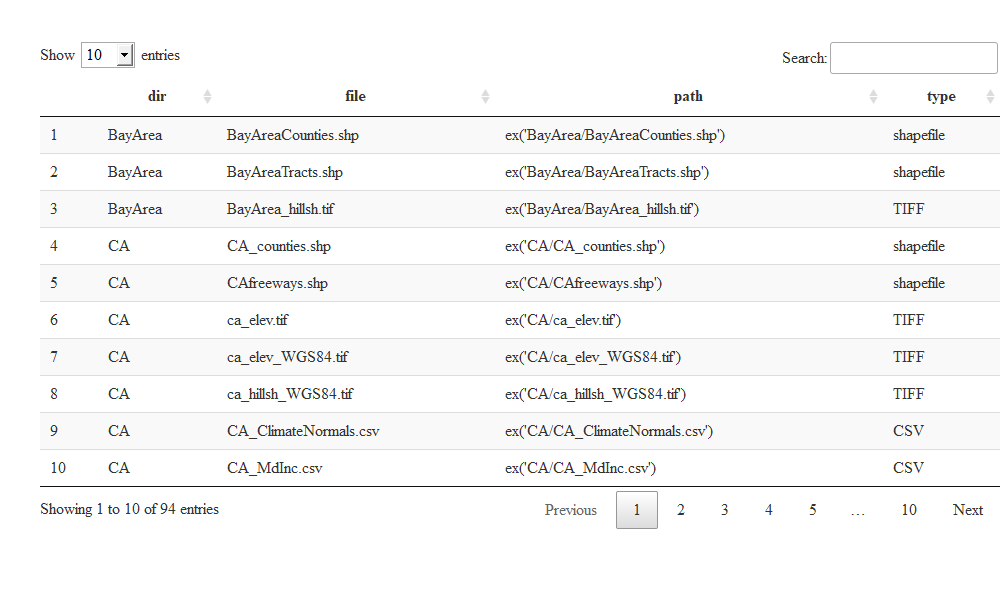 Show 10 entries Search:
dir file path type
1 BayArea BayAreaCounties.shp ex('BayArea/BayAreaCounties.shp') shapefile
2 BayArea BayAreaTracts.shp ex('BayArea/BayAreaTracts.shp') shapefile
3 BayArea BayArea_hillsh.tif ex('BayArea/BayArea_hillsh.tif') TIFF
4 CA CA_counties.shp ex('CA/CA_counties.shp') shapefile
5 CA CAfreeways.shp ex('CA/CAfreeways.shp') shapefile
6 CA ca_elev.tif ex('CA/ca_elev.tif') TIFF
7 CA ca_elev_WGS84.tif ex('CA/ca_elev_WGS84.tif') TIFF
8 CA ca_hillsh_WGS84.tif ex('CA/ca_hillsh_WGS84.tif') TIFF
9 CA CA_ClimateNormals.csv ex('CA/CA_ClimateNormals.csv') CSV
10 CA CA_MdInc.csv ex('CA/CA_MdInc.csv') CSV
Showing 1 to 10 of 94 entries Previous 1 2 3 4 5 … 10 Next